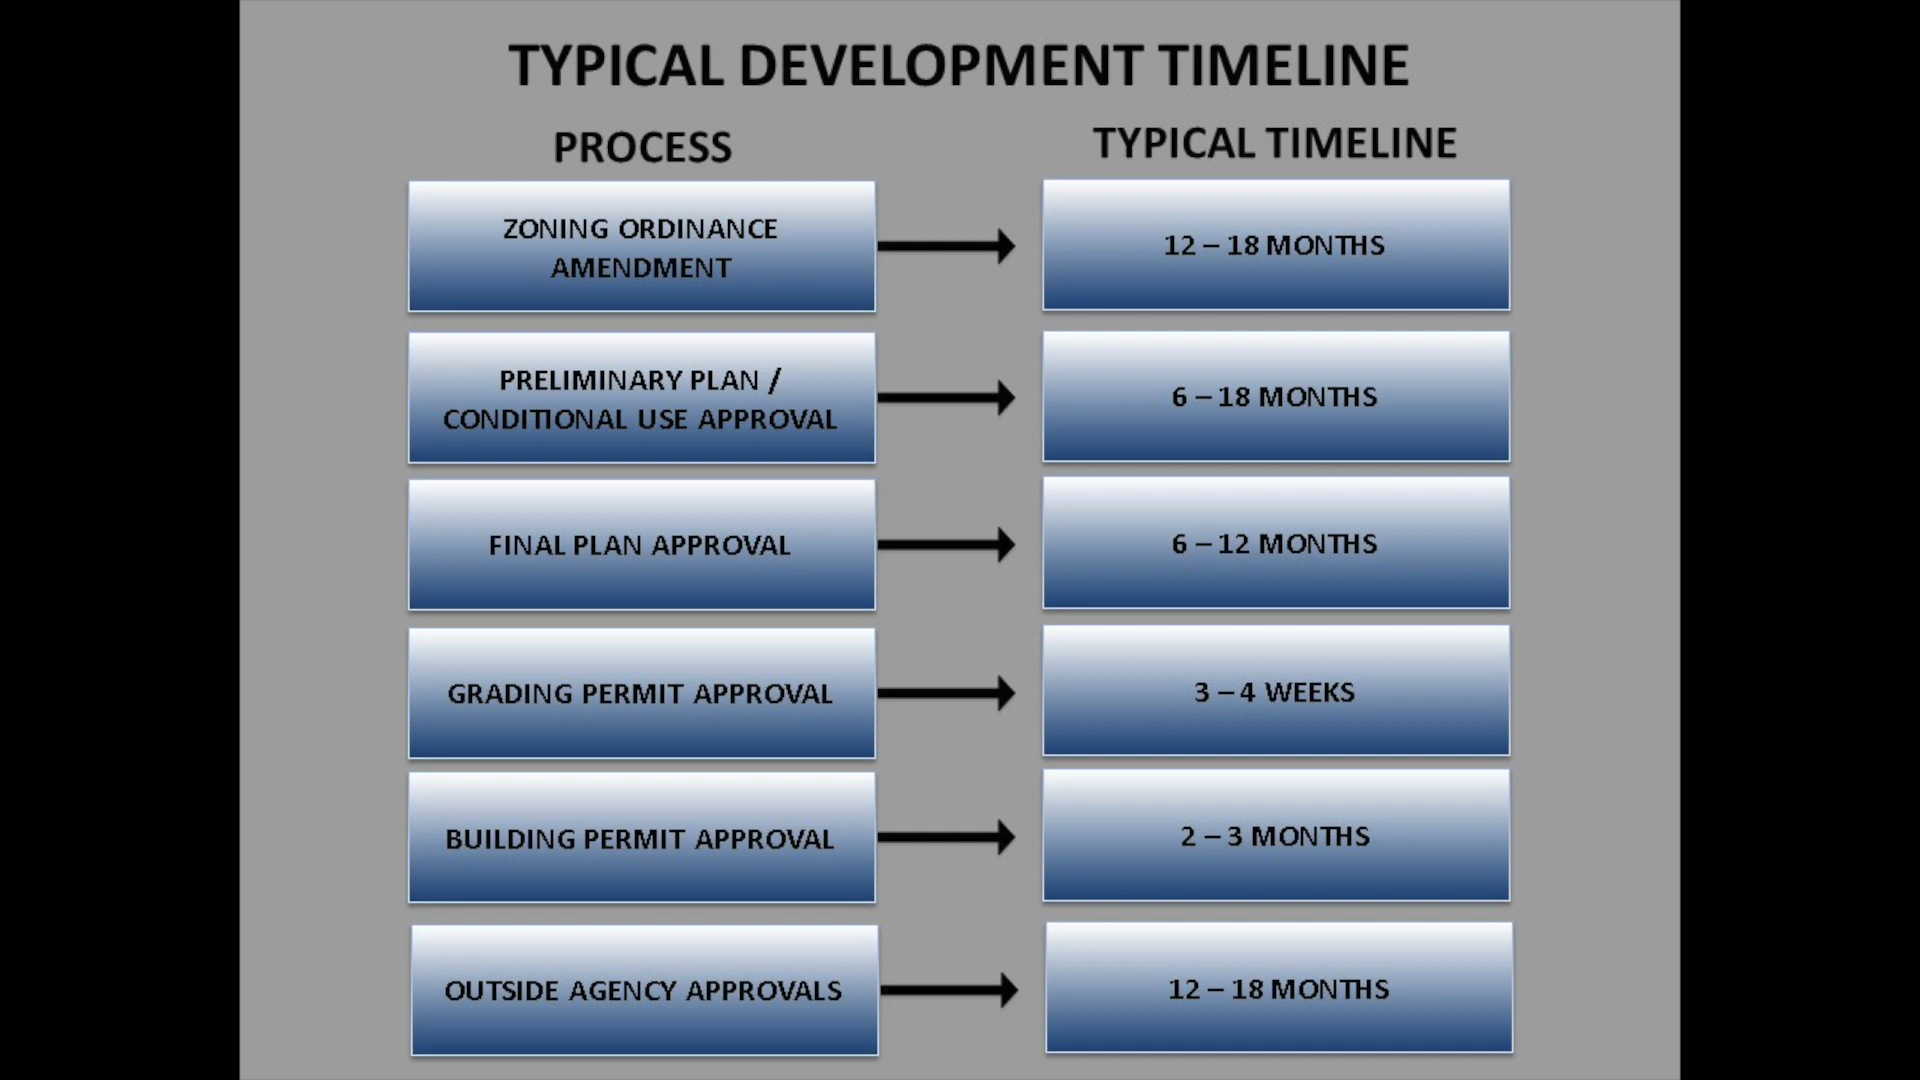 TYPICAL DEVELOPMENT TIMELINE
PROCESS
TYPICAL TIMELINE
ZONING ORDINANCE
AMENDMENT
12 – 18 MONTHS
PRELIMINARY PLAN /
CONDITIONAL USE APPROVAL
6 – 18 MONTHS
FINAL PLAN APPROVAL
6 – 12 MONTHS
GRADING PERMIT APPROVAL
3 – 4 WEEKS
BUILDING PERMIT APPROVAL
2 – 3 MONTHS
OUTSIDE AGENCY APPROVALS
12 – 18 MONTHS